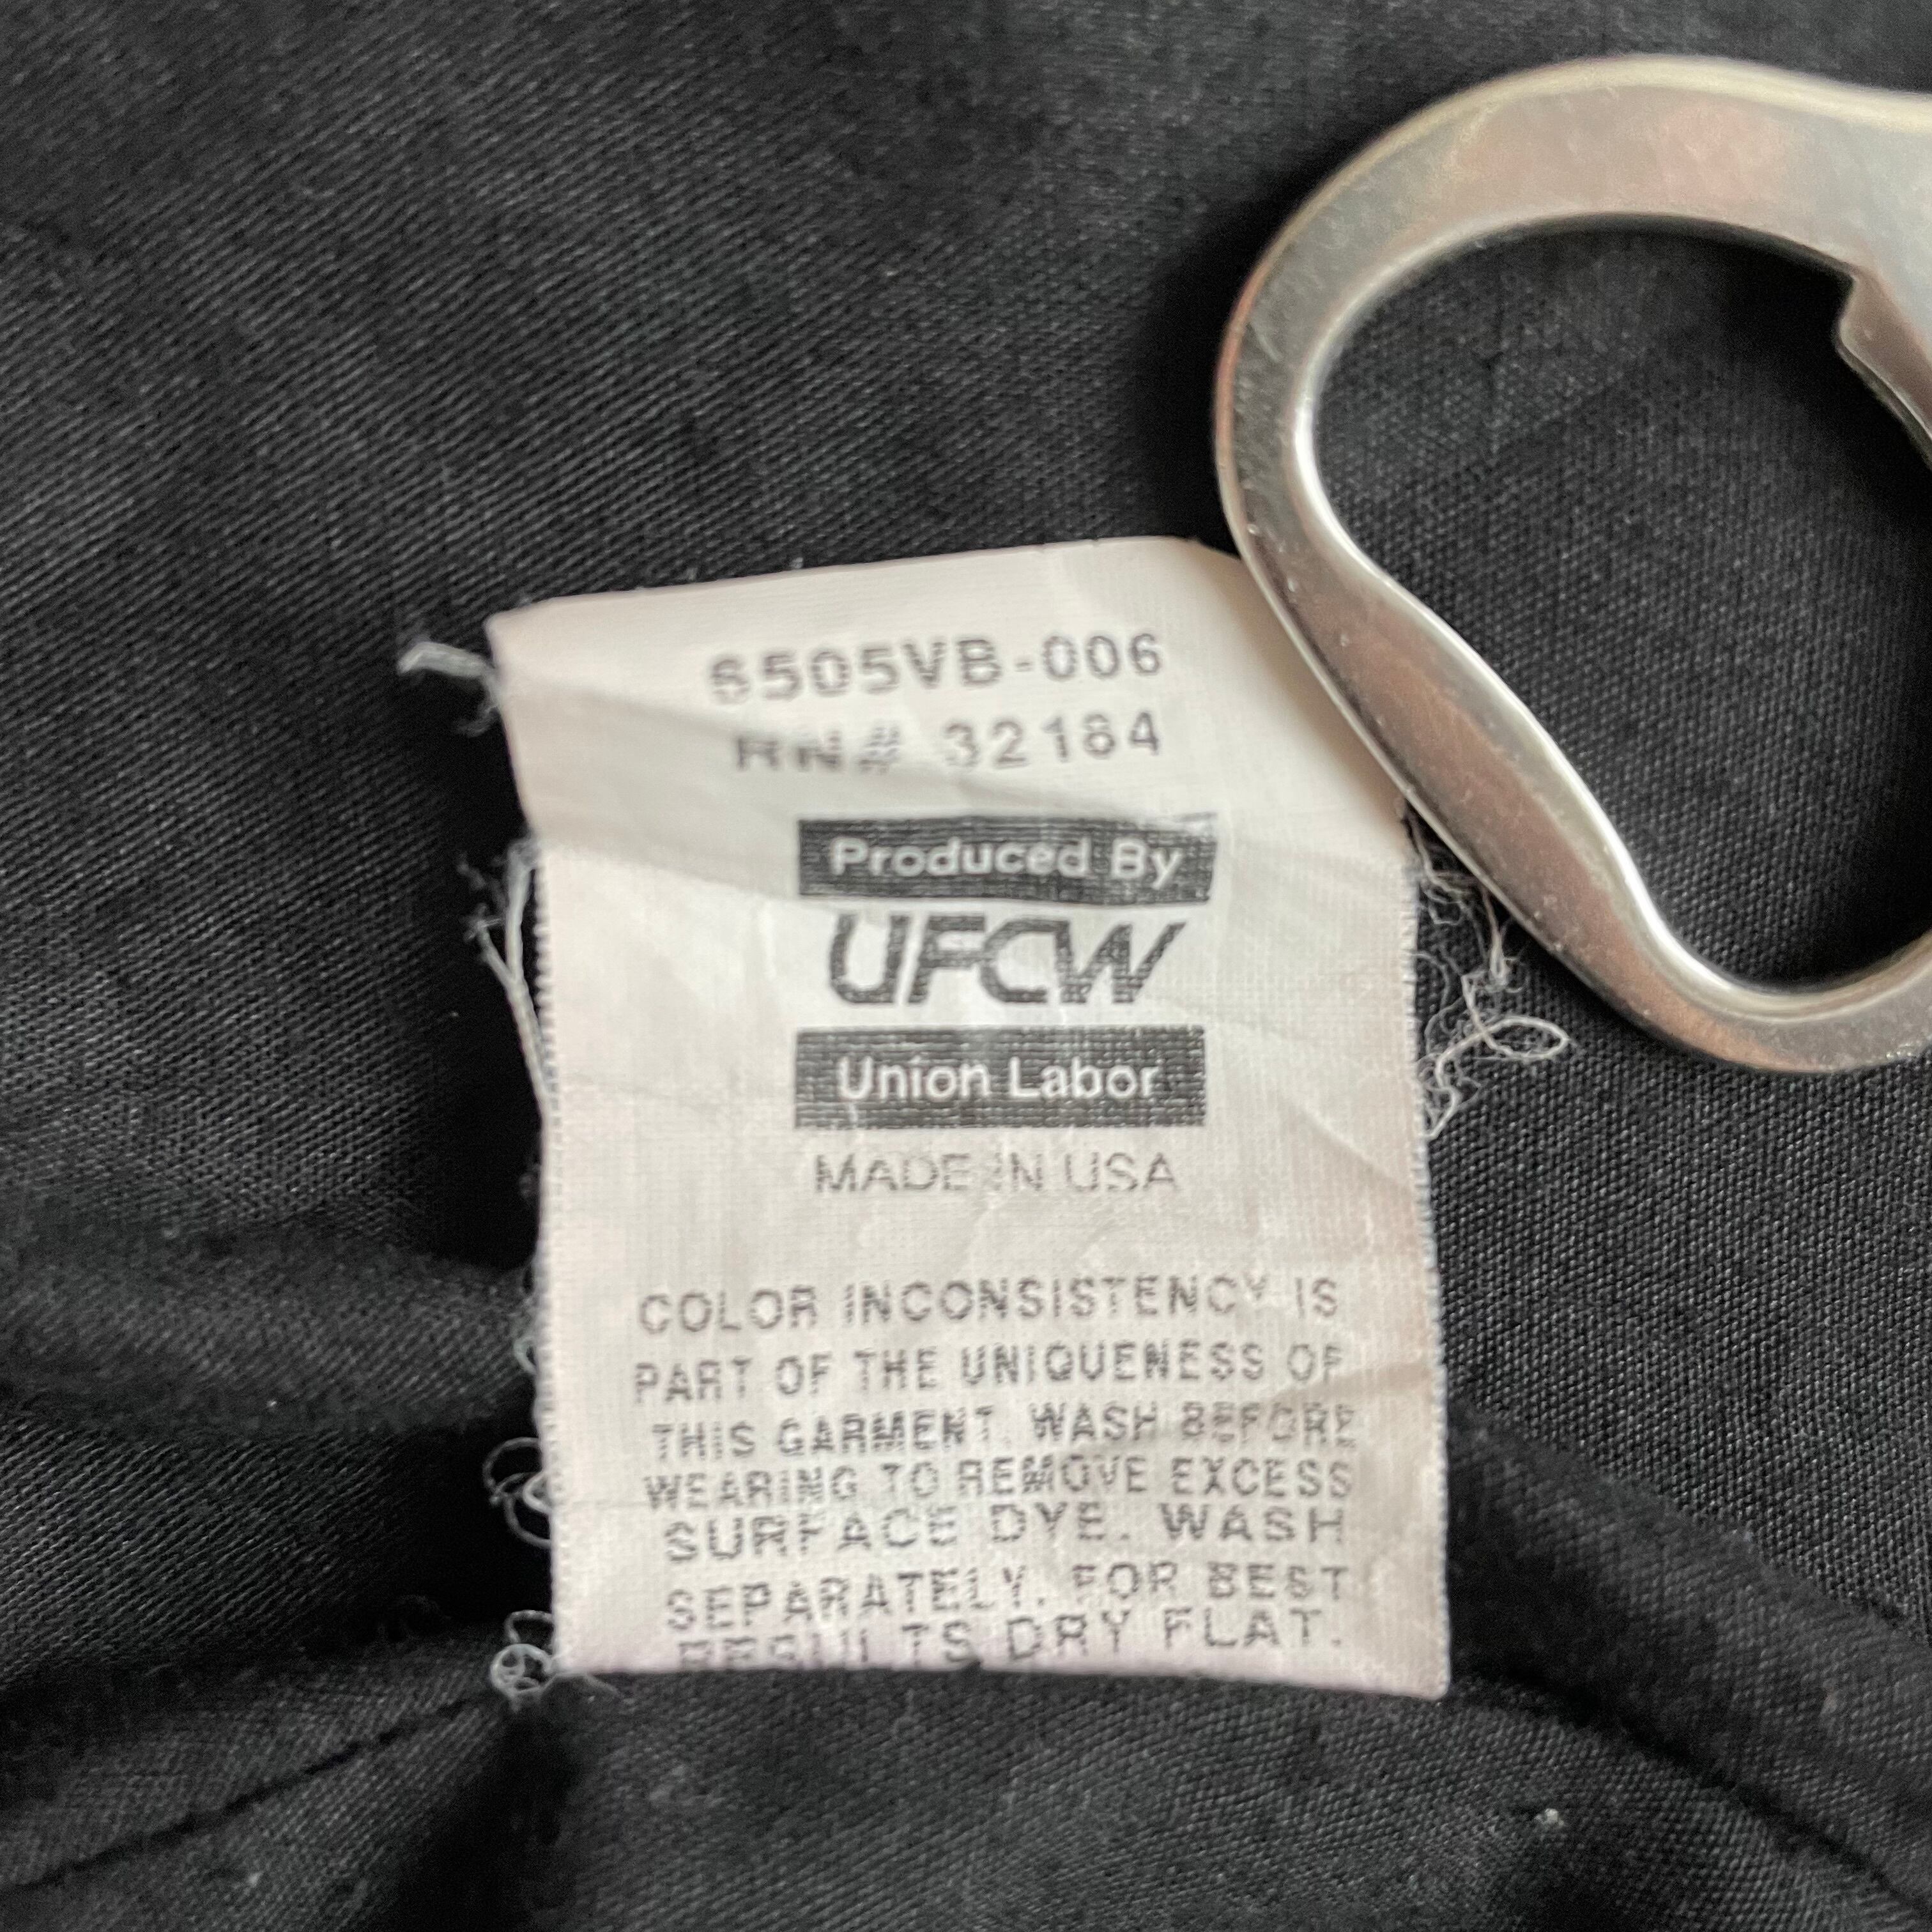 6505VB-006
RN# 32184
Produced By
UFCW
Union Labor
MADE IN USA
COLOR INCONSISTENCY IS
PART OF THE UNIQUENESS OF
THIS GARMENT. WASH BEFORE
WEARING TO REMOVE EXCESS
SURFACE DYE. WASH
SEPARATELY. FOR BEST
RESULTS DRY FLAT.